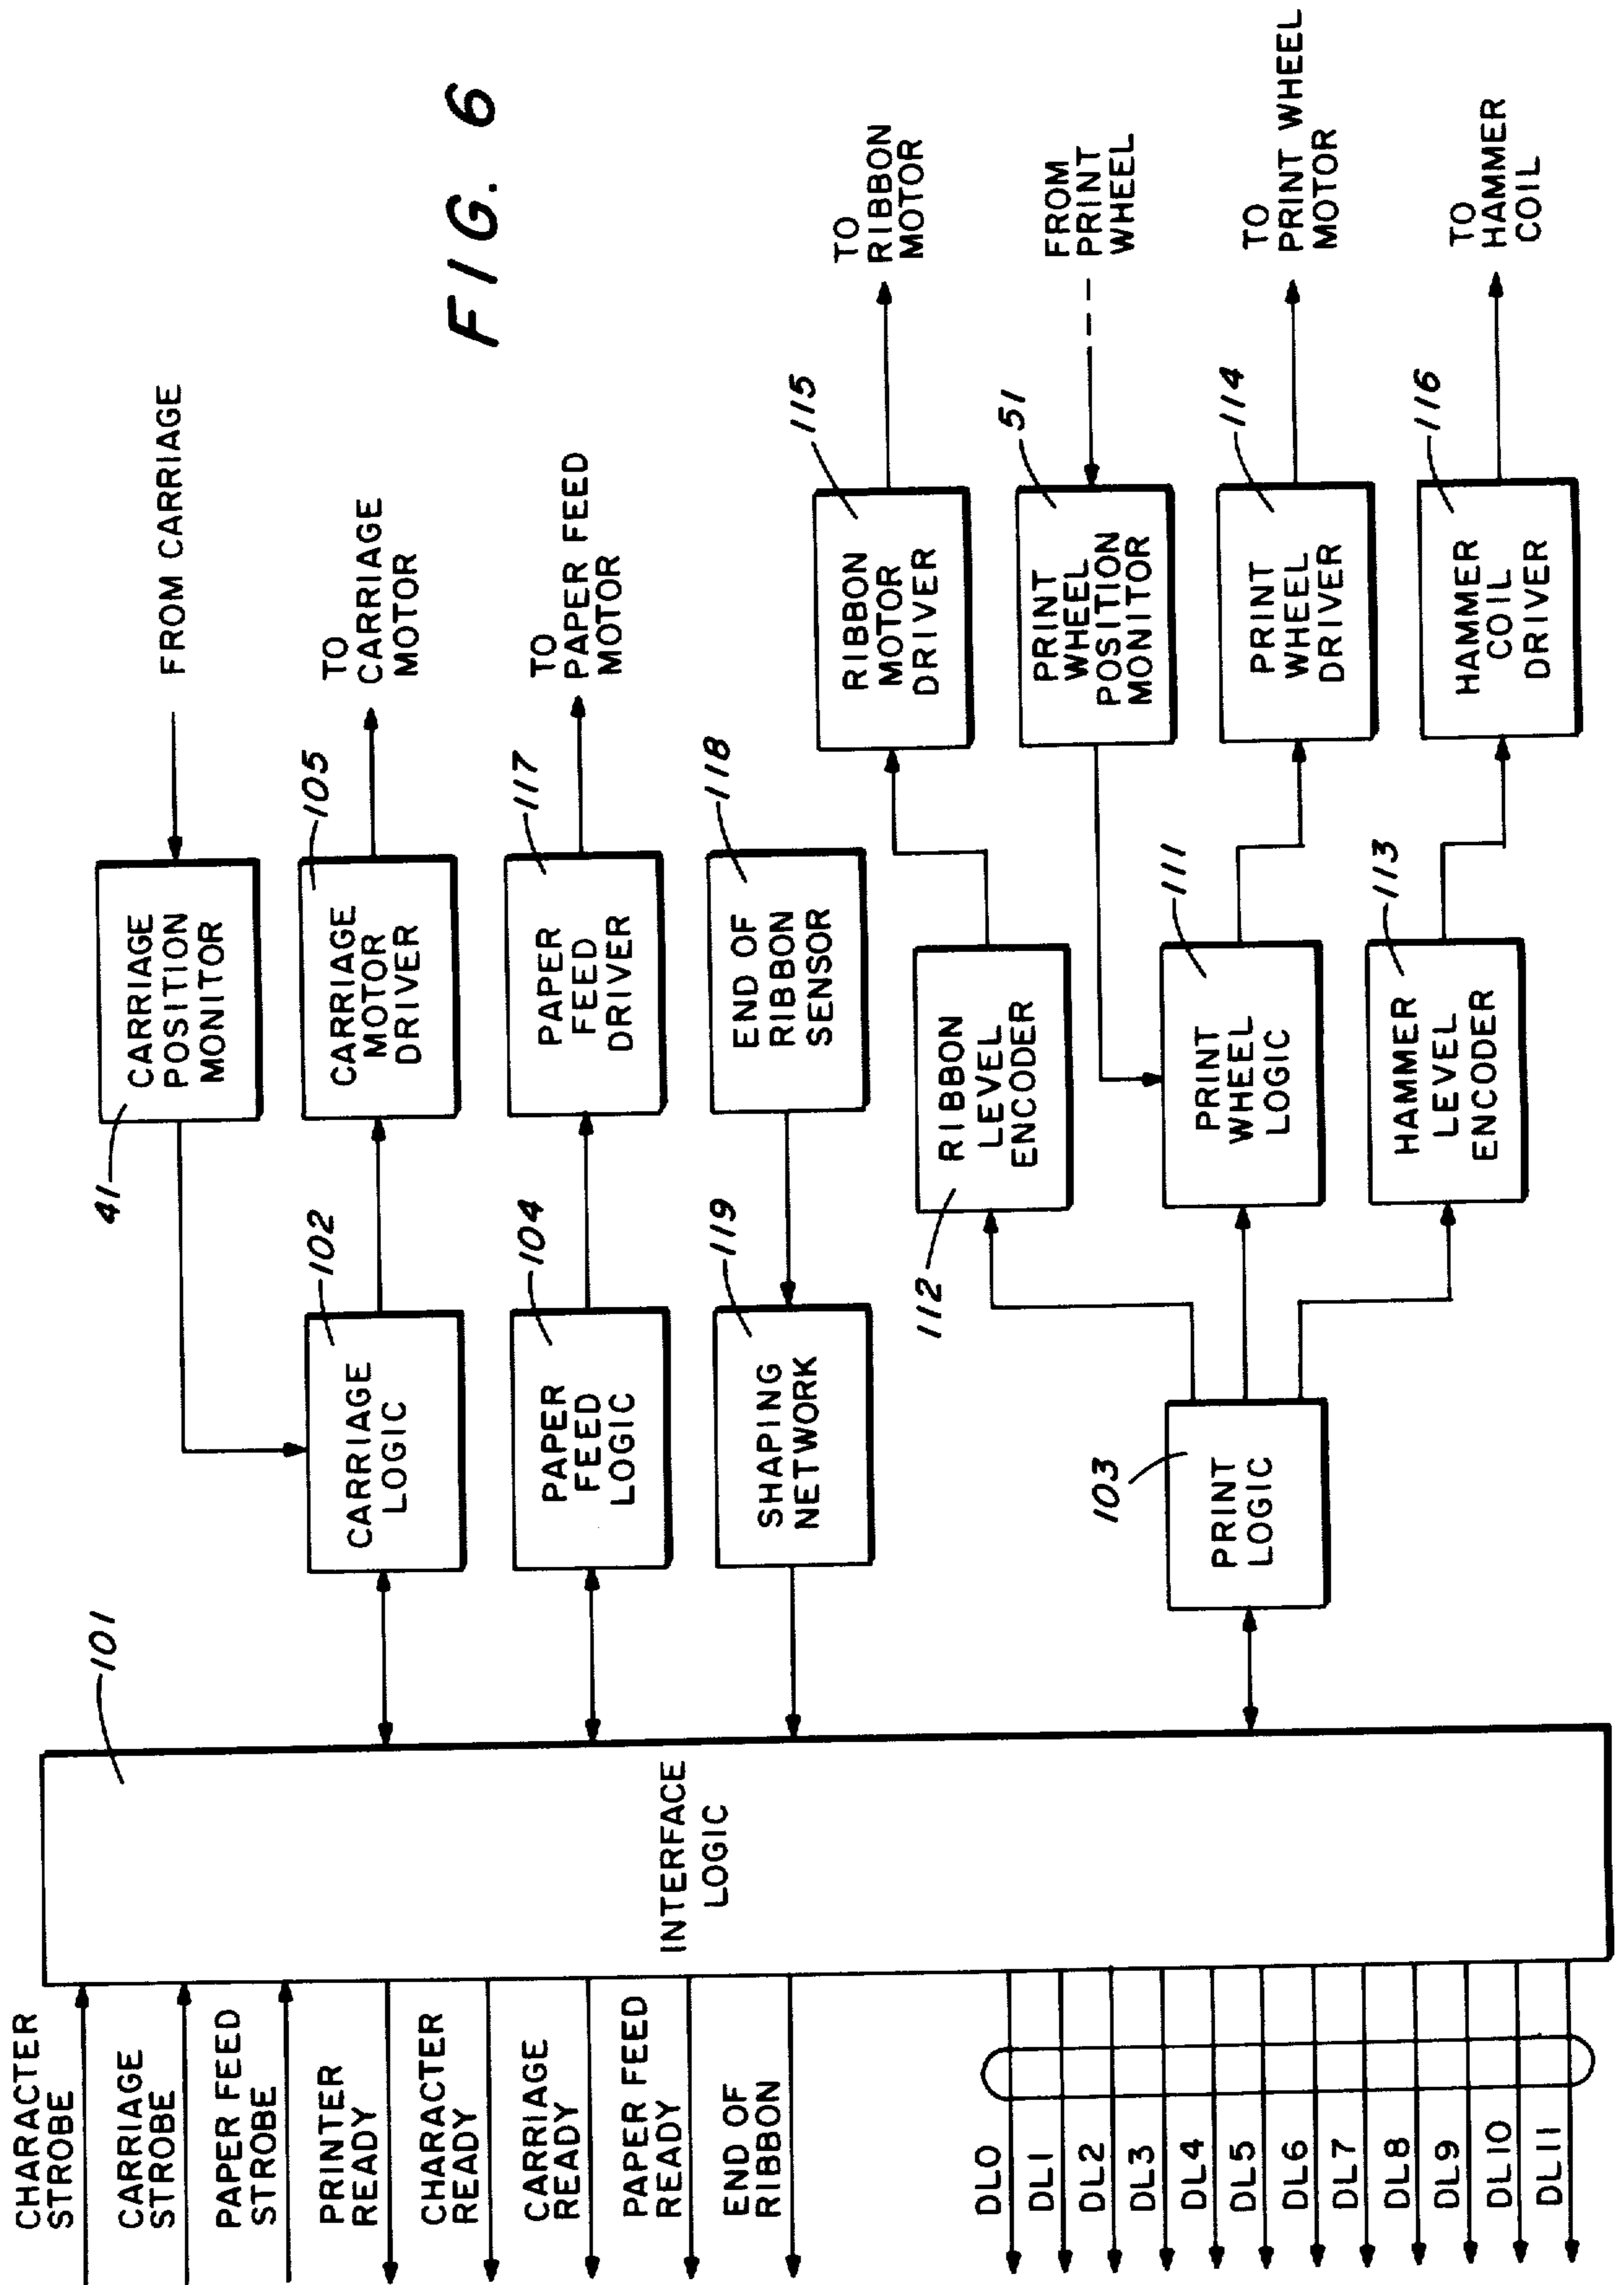 FIG. 6
CHARACTER
STROBE
CARRIAGE
STROBE
PAPER FEED
STROBE
PRINTER
READY
CHARACTER
READY
CARRIAGE
READY
PAPER FEED
READY
END OF
RIBBON
DL0
DL1
DL2
DL3
DL4
DL5
DL6
DL7
DL8
DL9
DL10
DL11
101
INTERFACE
LOGIC
FROM CARRIAGE
41
CARRIAGE
POSITION
MONITOR
102
CARRIAGE
LOGIC
105
CARRIAGE
MOTOR
DRIVER
TO
CARRIAGE
MOTOR
104
PAPER
FEED
LOGIC
117
PAPER
FEED
DRIVER
TO
PAPER FEED
MOTOR
119
SHAPING
NETWORK
118
END OF
RIBBON
SENSOR
103
PRINT
LOGIC
112
RIBBON
LEVEL
ENCODER
115
RIBBON
MOTOR
DRIVER
TO
RIBBON
MOTOR
51
PRINT
WHEEL
POSITION
MONITOR
FROM
PRINT
WHEEL
111
PRINT
WHEEL
LOGIC
114
PRINT
WHEEL
DRIVER
TO
PRINT WHEEL
MOTOR
113
HAMMER
LEVEL
ENCODER
116
HAMMER
COIL
DRIVER
TO
HAMMER
COIL